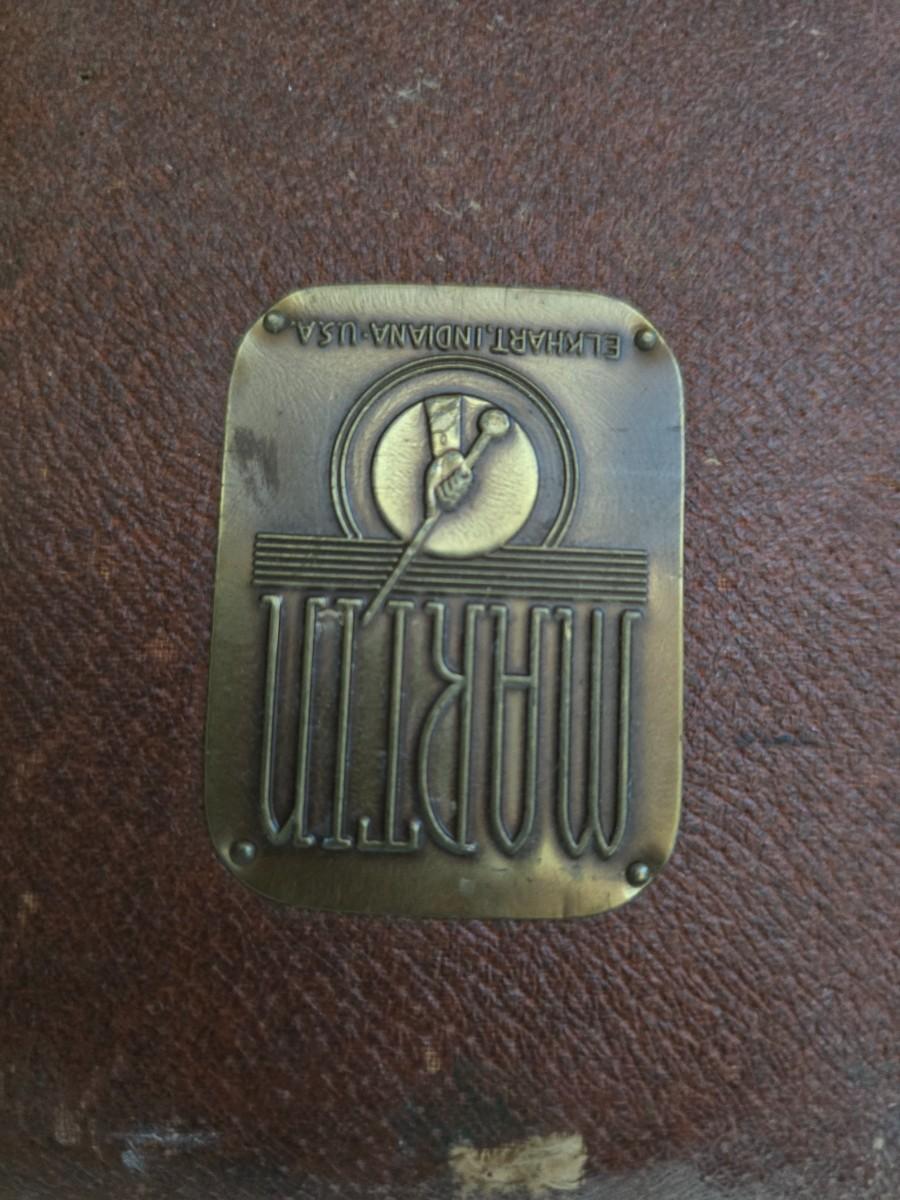 MARTIN
ELKHART, INDIANA · U.S.A.